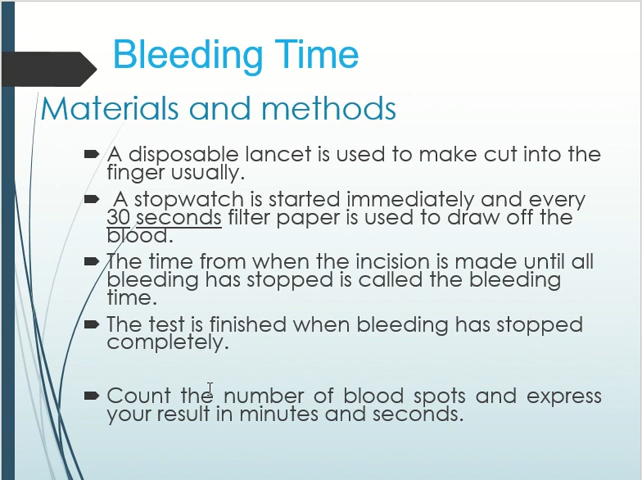 Bleeding Time
Materials and methods
A disposable lancet is used to make cut into the
finger usually.
A stopwatch is started immediately and every
30 seconds filter paper is used to draw off the
blood.
The time from when the incision is made until all
bleeding has stopped is called the bleeding
time.
The test is finished when bleeding has stopped
completely.
Count the number of blood spots and express
your result in minutes and seconds.